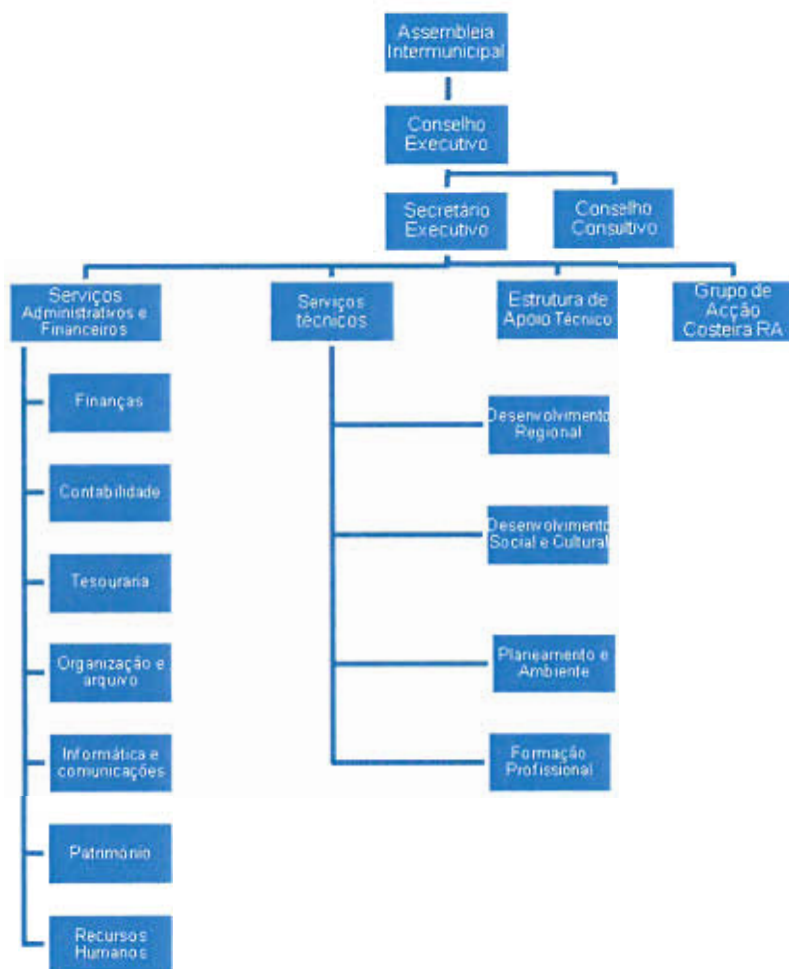 Assembleia
Intermunicipal
Conselho
Executivo
Secretário
Executivo
Conselho
Consultivo
Serviços
Administrativos e
Financeiros
Serviços
técnicos
Estrutura de
Apoio Técnico
Grupo de
Acção
Costeira RA
Finanças
Contabilidade
Tesouraria
Organização e
arquivo
Informática e
comunicações
Património
Recursos
Humanos
Desenvolvimento
Regional
Desenvolvimento
Social e Cultural
Planeamento e
Ambiente
Formação
Profissional